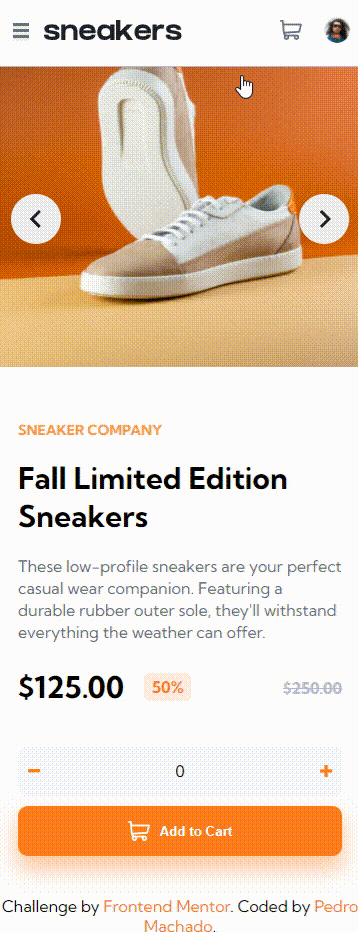 sneakers
SNEAKER COMPANY
Fall Limited Edition
Sneakers
These low-profile sneakers are your perfect
casual wear companion. Featuring a
durable rubber outer sole, they'll withstand
everything the weather can offer.
$125.00 50% $250.00
0
Add to Cart
Challenge by Frontend Mentor. Coded by Pedro
Machado.